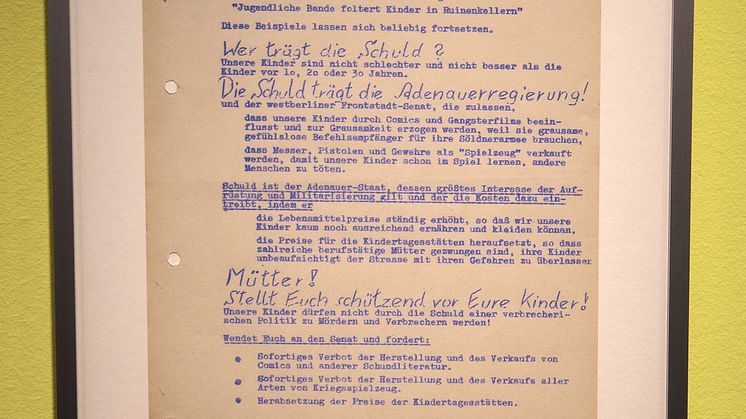 "Jugendliche Bande foltert Kinder in Ruinenkellern"
Diese Beispiele lassen sich beliebig fortsetzen.
Wer trägt die Schuld?
Unsere Kinder sind nicht schlechter und nicht besser als die
Kinder vor 10, 20 oder 30 Jahren.
Die Schuld trägt die Adenauerregierung!
und der westberliner Frontstadt-Senat, die zulassen,
dass unsere Kinder durch Comics und Gangsterfilme beein-
flusst und zur Grausamkeit erzogen werden, weil sie grausame,
gefühlslose Befehlsempfänger für ihre Söldnerarmee brauchen,
dass Messer, Pistolen und Gewehre als "Spielzeug" verkauft
werden, damit unsere Kinder schon im Spiel lernen, andere
Menschen zu töten.
Schuld ist der Adenauer-Staat, dessen größtes Interesse der Auf-
rüstung und Militarisierung gilt und der die Kosten dazu ein-
treibt, indem er
die Lebensmittelpreise ständig erhöht, so daß wir unsere
Kinder kaum noch ausreichend ernähren und kleiden können,
die Preise für die Kindertagesstätten heraufsetzt, so dass
zahlreiche berufstätige Mütter gezwungen sind, ihre Kinder
unbeaufsichtigt der Strasse mit ihren Gefahren zu überlassen
Mütter!
Stellt Euch schützend vor Eure Kinder!
Unsere Kinder dürfen nicht durch die Schuld einer verbrecheri-
schen Politik zu Mördern und Verbrechern werden!
Wendet Euch an den Senat und fordert:
Sofortiges Verbot der Herstellung und des Verkaufs von
Comics und anderer Schundliteratur.
Sofortiges Verbot der Herstellung und des Verkaufs aller
Arten von Kriegsspielzeug.
Herabsetzung der Preise der Kindertagesstätten.